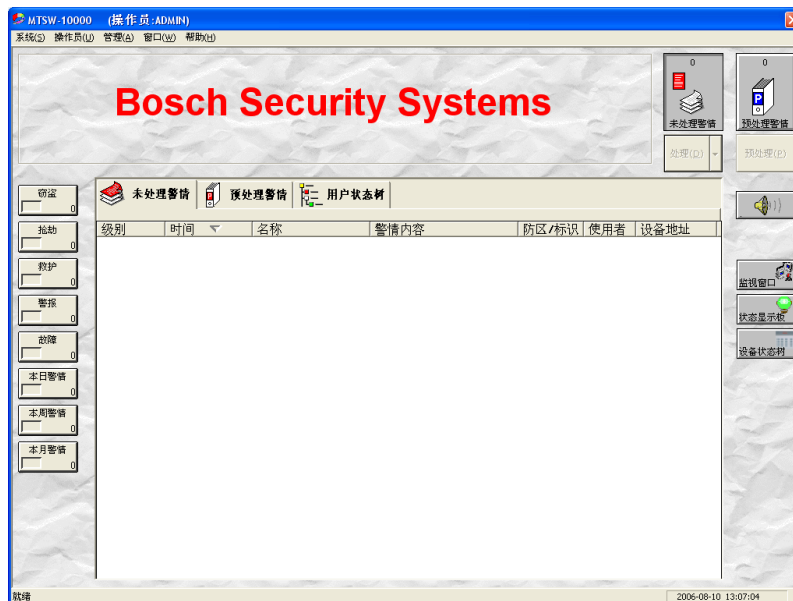 MTSW-10000 (操作员:ADMIN)
系统(S) 操作员(U) 管理(A) 窗口(W) 帮助(H)
Bosch Security Systems
0
未处理警情
0
P
预处理警情
处理(D)
预处理(P)
窃盗
0
抢劫
0
救护
0
警报
0
故障
0
本日警情
0
本周警情
0
本月警情
0
未处理警情 预处理警情 用户状态树
级别 时间 名称 警情内容 防区/标识 使用者 设备地址
监视窗口
状态显示板
设备状态树
就绪
2006-08-10 13:07:04